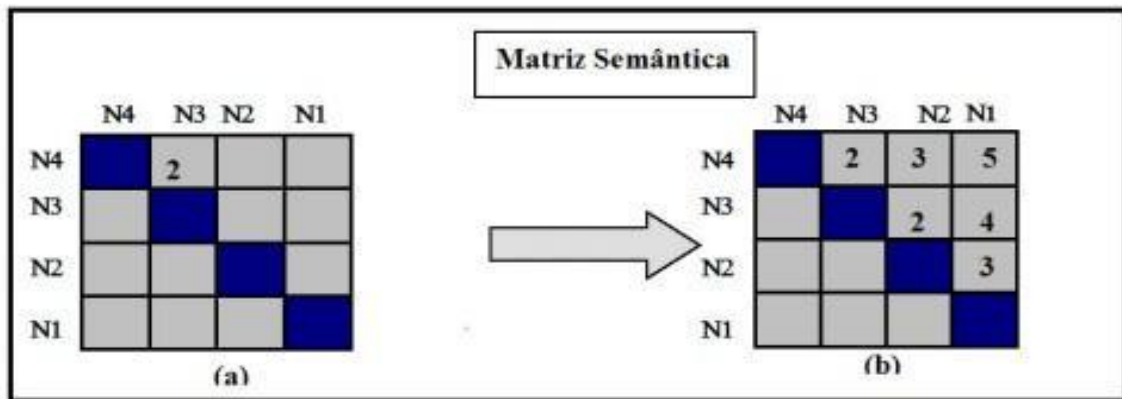 Matriz Semântica
N4 N3 N2 N1
N4 2
N3
N2
N1
(a)
N4 N3 N2 N1
N4 2 3 5
N3 2 4
N2 3
N1
(b)